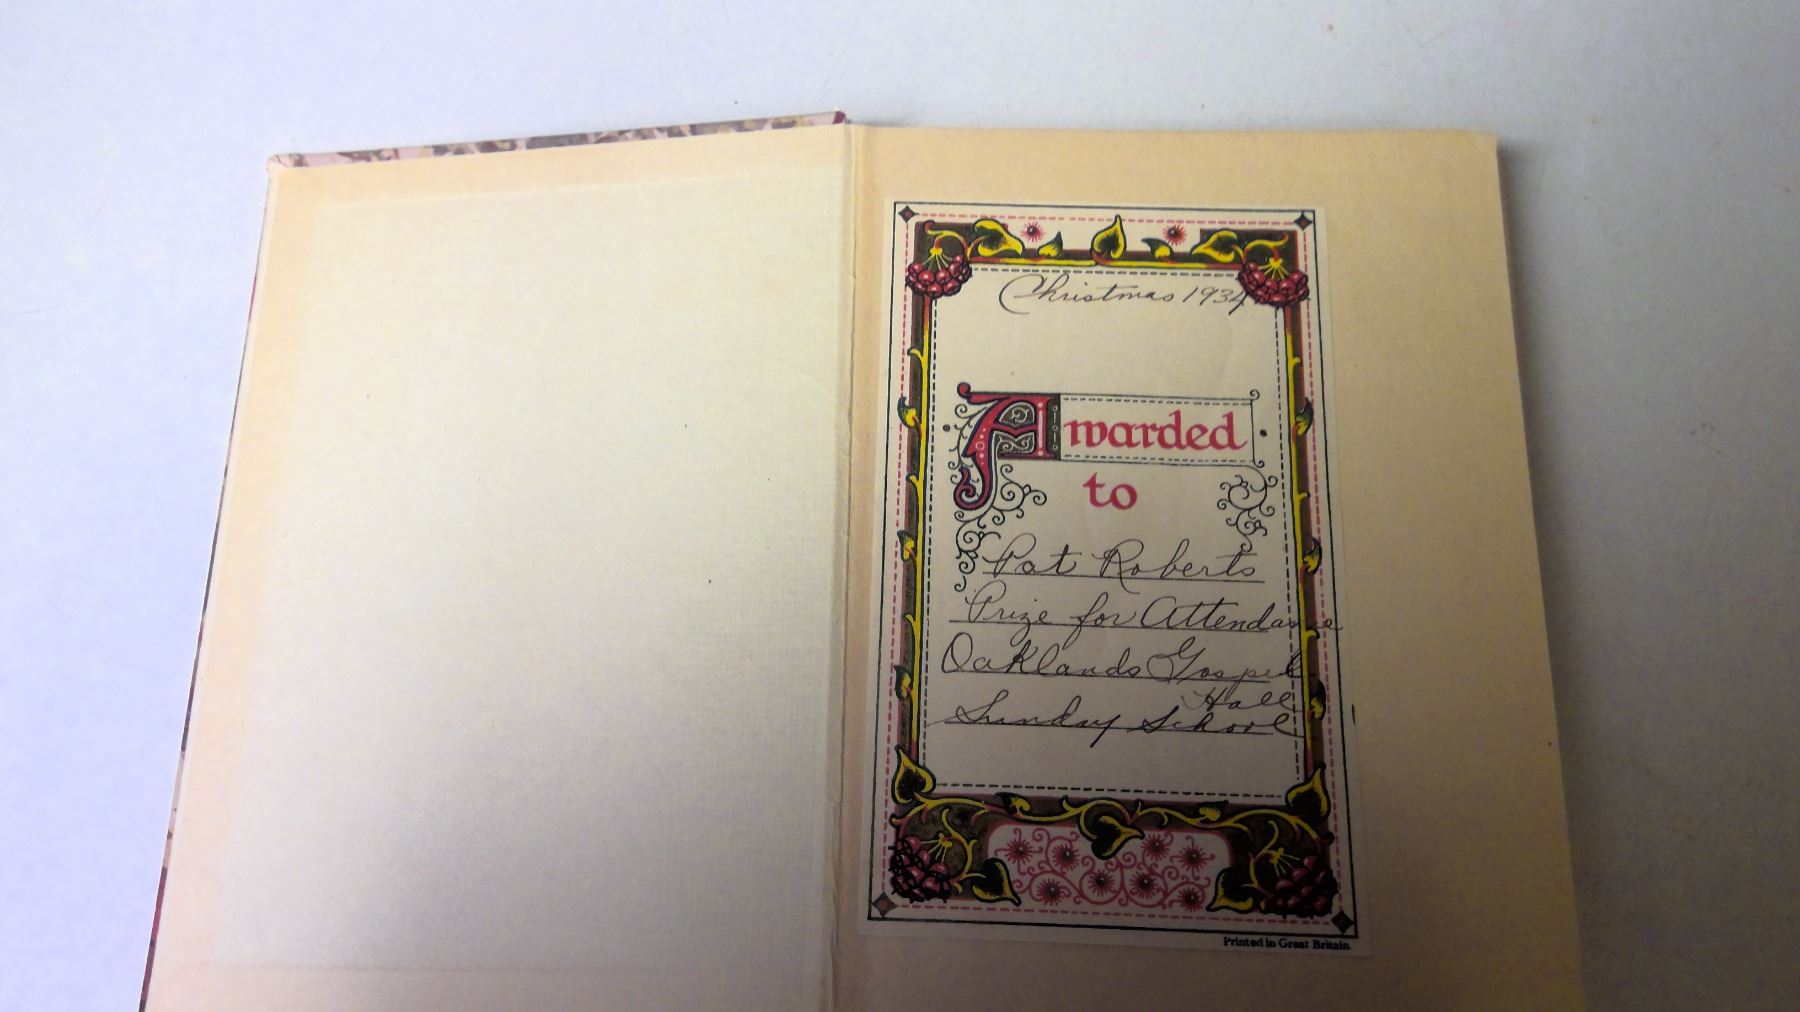 Christmas 1934
Awarded
to
Pat Roberts
Prize for Attendance
Oaklands Gospel
Hall
Sunday School
Printed in Great Britain